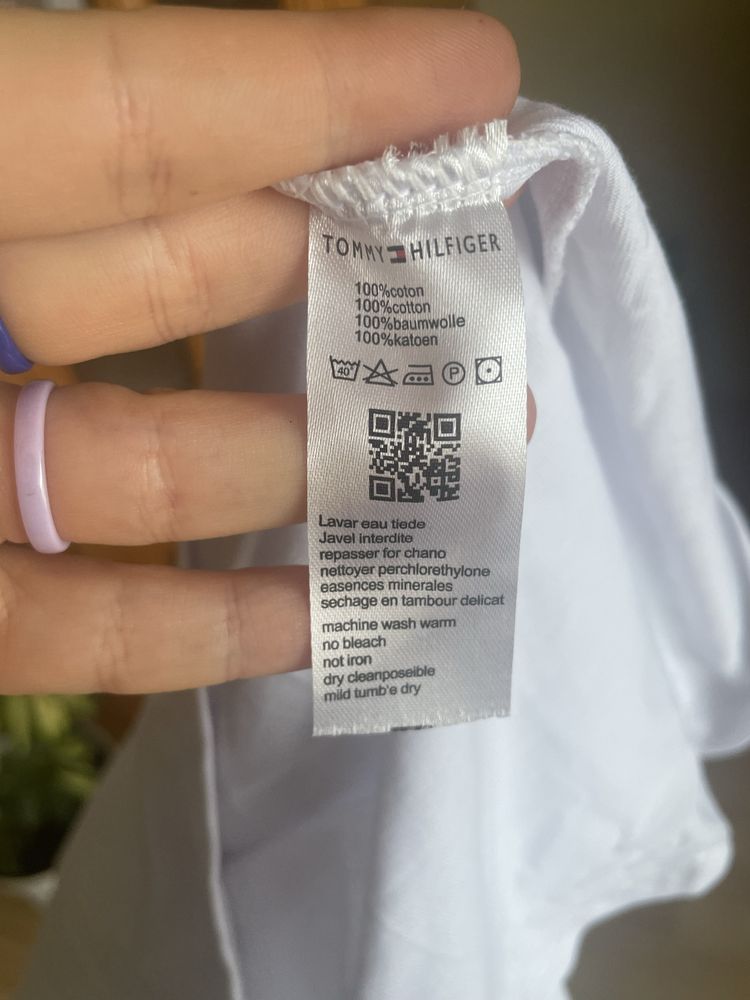 TOMMY HILFIGER
100%coton
100%cotton
100%baumwolle
100%katoen
40°
P
Lavar eau tiede
Javel interdite
repasser for chano
nettoyer perchlorethylone
easences minerales
sechage en tambour delicat
machine wash warm
no bleach
not iron
dry cleanposeible
mild tumb'e dry